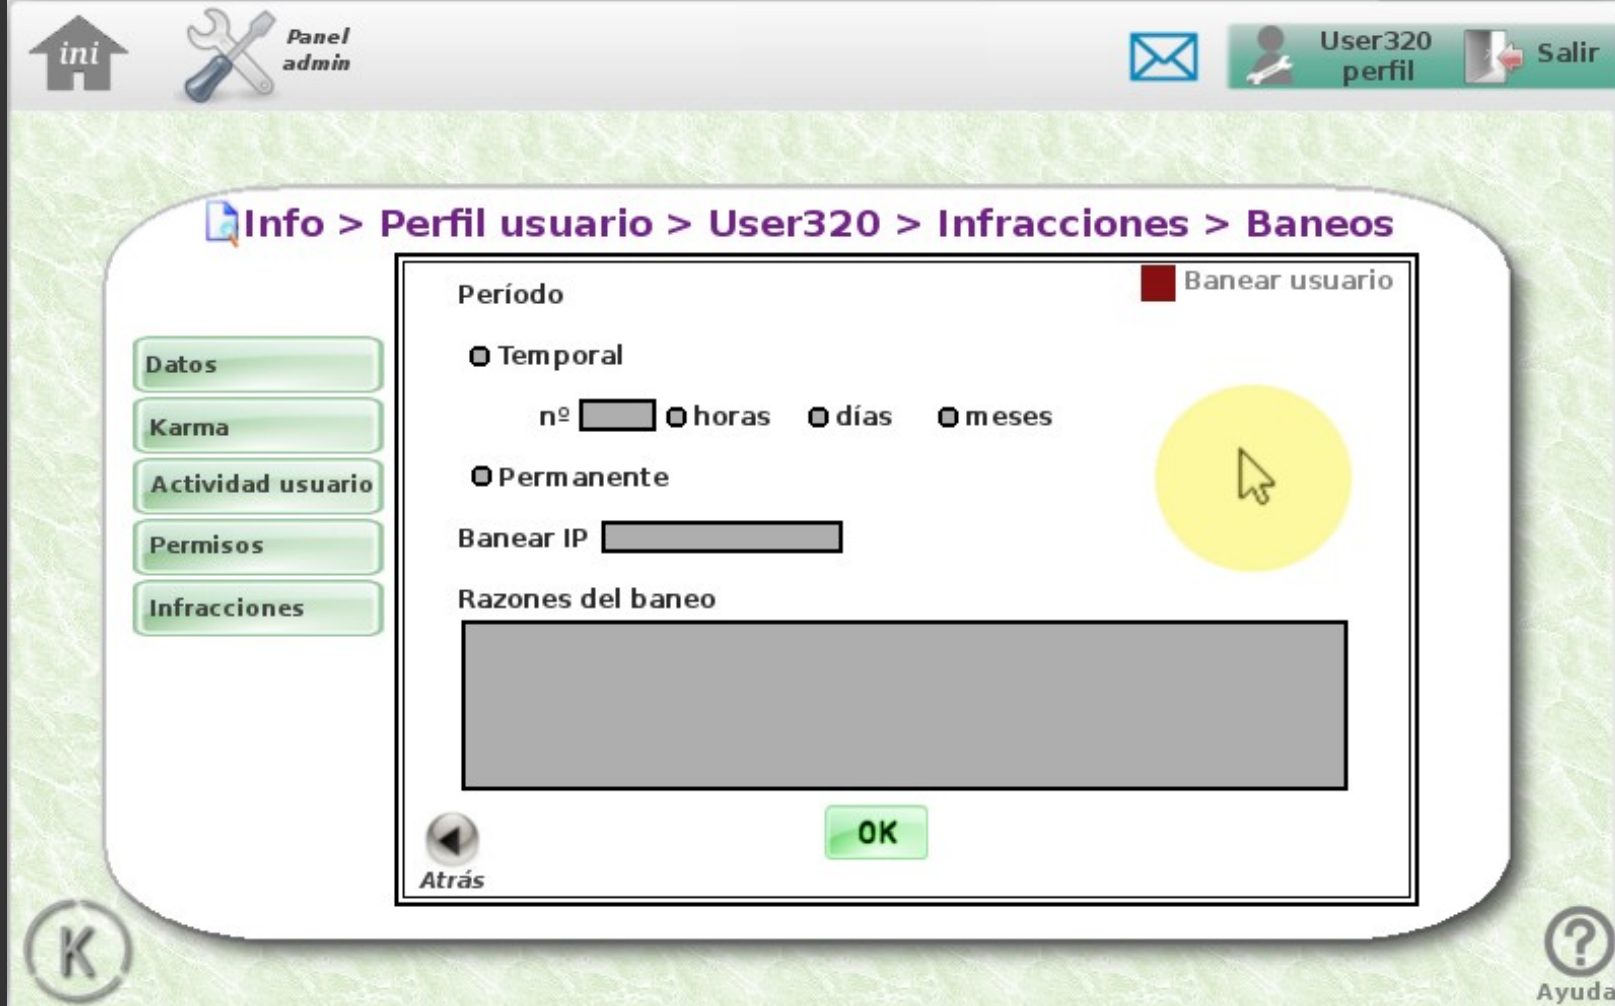 ini
Panel
admin
User320
perfil
Salir
Info > Perfil usuario > User320 > Infracciones > Baneos
Datos
Karma
Actividad usuario
Permisos
Infracciones
Período
Banear usuario
Temporal
nº horas días meses
Permanente
Banear IP
Razones del baneo
OK
Atrás
K
?
Ayuda